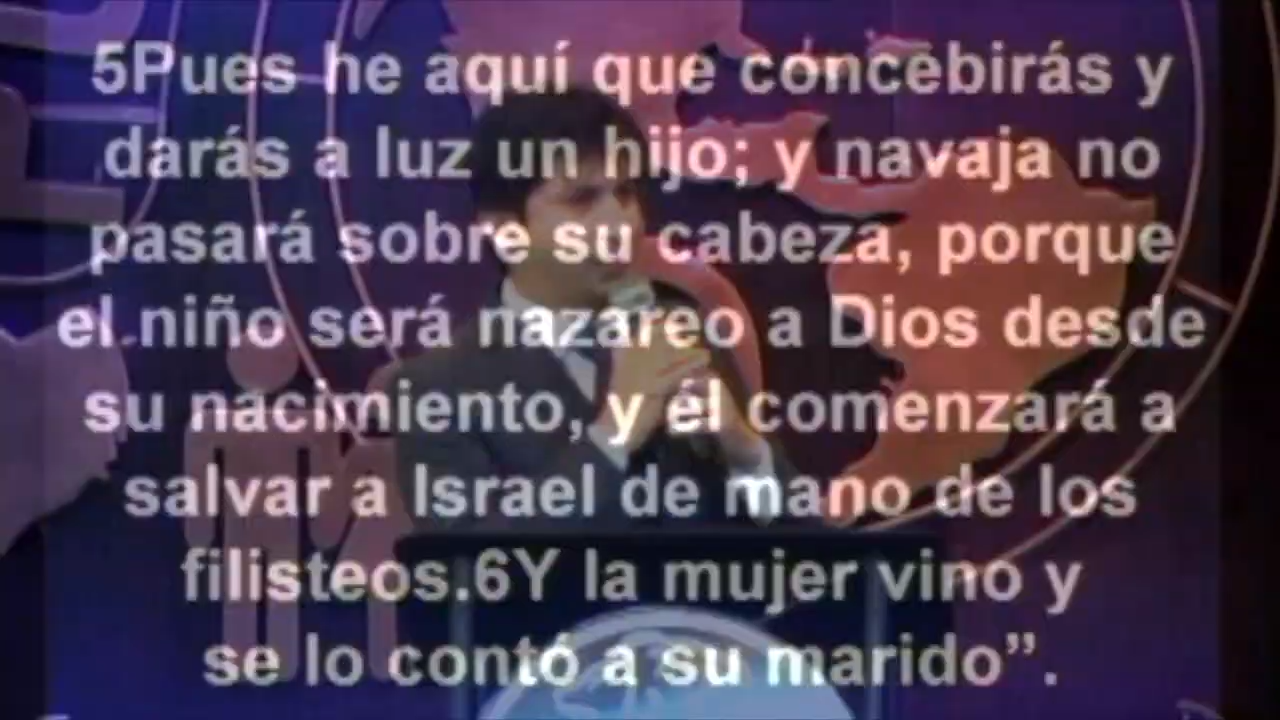 5Pues he aquí que concebirás y
darás a luz un hijo; y navaja no
pasará sobre su cabeza, porque
el niño será nazareo a Dios desde
su nacimiento, y él comenzará a
salvar a Israel de mano de los
filisteos.6Y la mujer vino y
se lo contó a su marido”.